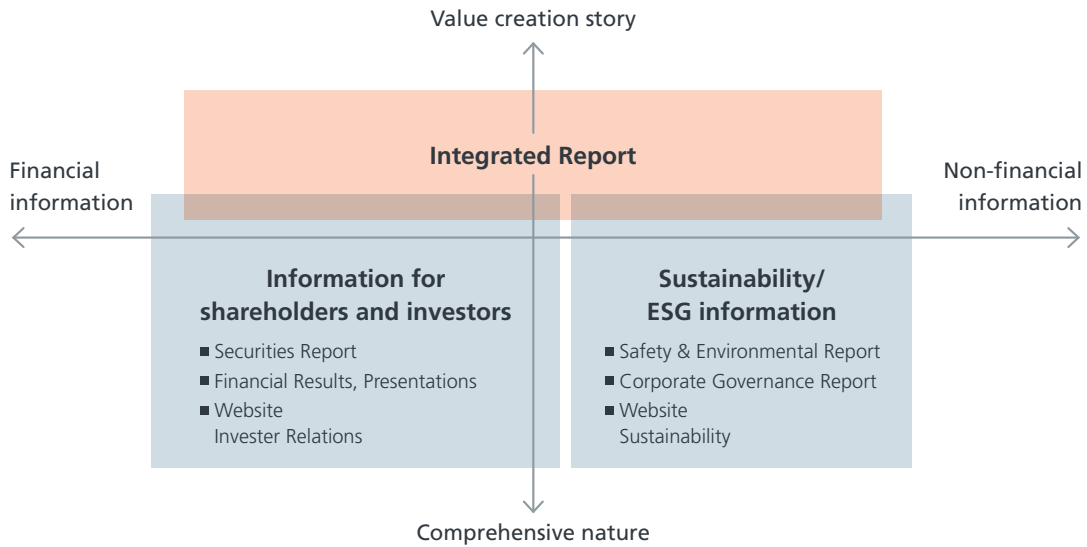 Value creation story
Integrated Report
Financial
information
Non-financial
information
Information for
shareholders and investors
■ Securities Report
■ Financial Results, Presentations
■ Website
Invester Relations
Sustainability/
ESG information
■ Safety & Environmental Report
■ Corporate Governance Report
■ Website
Sustainability
Comprehensive nature